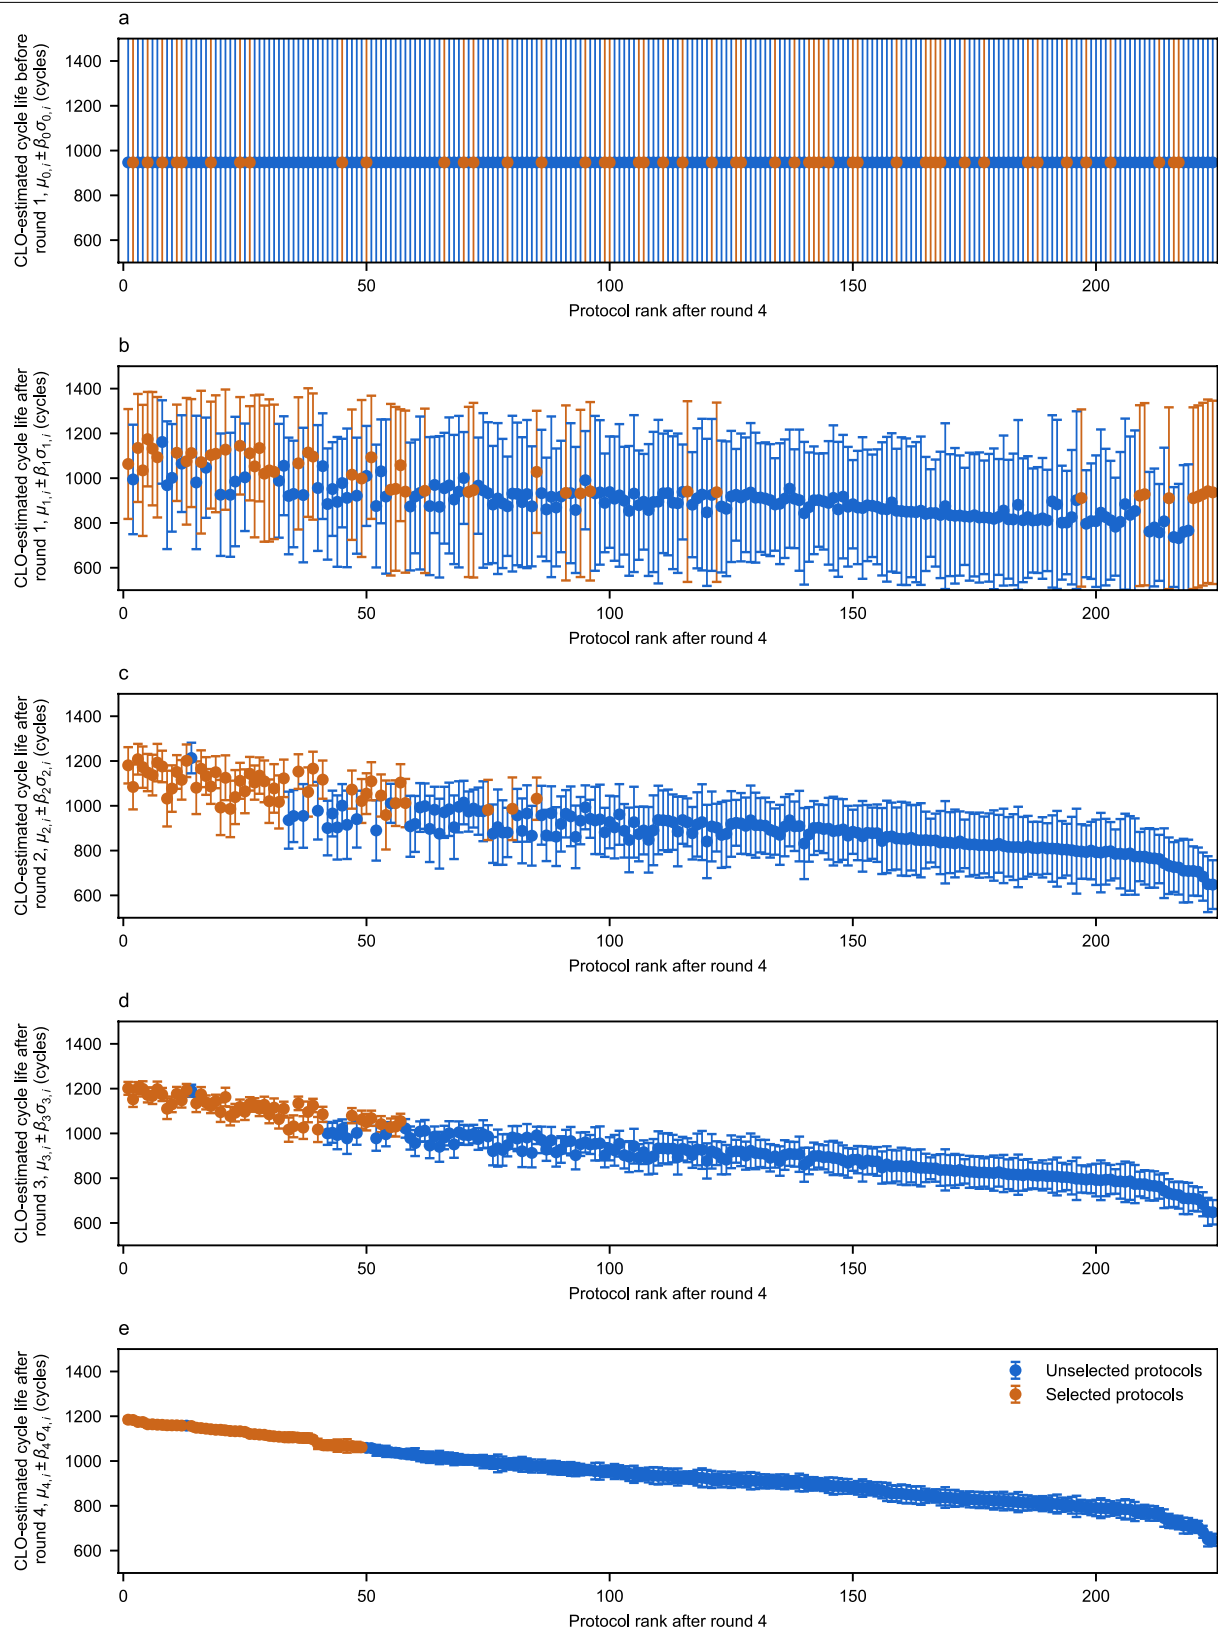 a
CLO-estimated cycle life before
round 1, μ0,i ± β0σ0,i (cycles)
1400
1200
1000
800
600
0 50 100 150 200
Protocol rank after round 4
b
CLO-estimated cycle life after
round 1, μ1,i ± β1σ1,i (cycles)
1400
1200
1000
800
600
0 50 100 150 200
Protocol rank after round 4
c
CLO-estimated cycle life after
round 2, μ2,i ± β2σ2,i (cycles)
1400
1200
1000
800
600
0 50 100 150 200
Protocol rank after round 4
d
CLO-estimated cycle life after
round 3, μ3,i ± β3σ3,i (cycles)
1400
1200
1000
800
600
0 50 100 150 200
Protocol rank after round 4
e
CLO-estimated cycle life after
round 4, μ4,i ± β4σ4,i (cycles)
1400
1200
1000
800
600
Unselected protocols
Selected protocols
0 50 100 150 200
Protocol rank after round 4